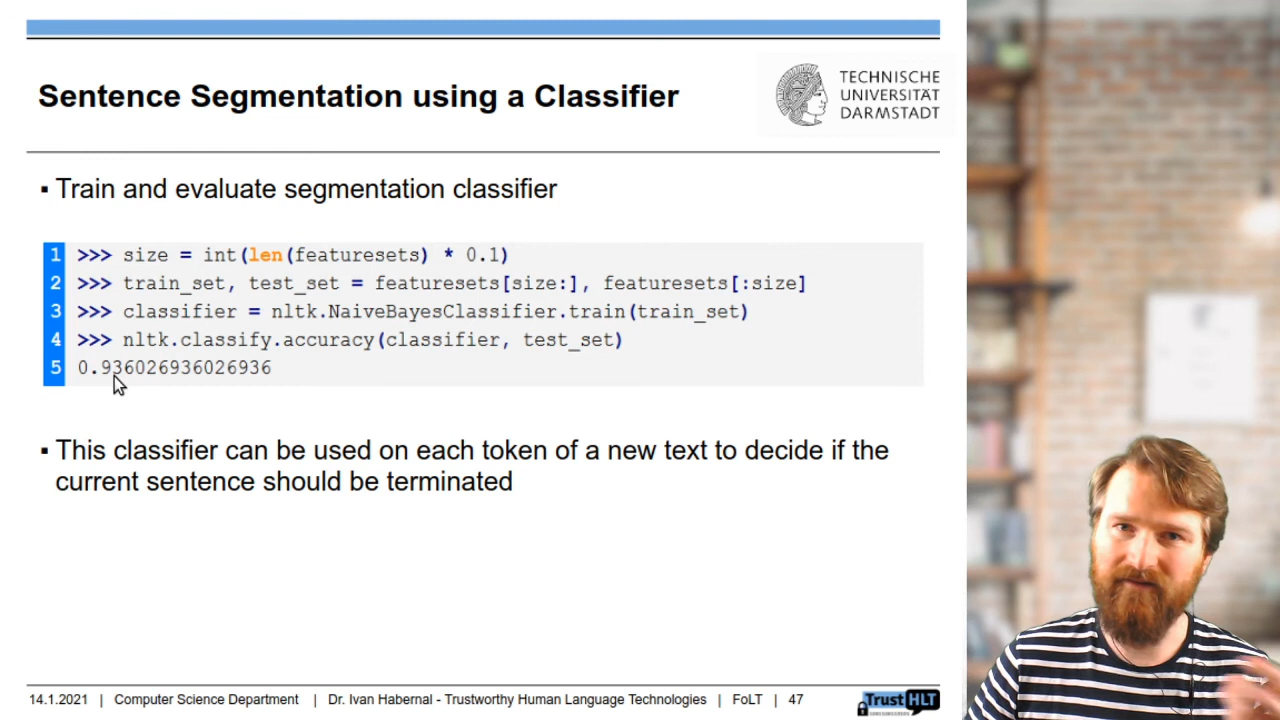 Sentence Segmentation using a Classifier
TECHNISCHE
UNIVERSITÄT
DARMSTADT
▪ Train and evaluate segmentation classifier
1 >>> size = int(len(featuresets) * 0.1)
2 >>> train_set, test_set = featuresets[size:], featuresets[:size]
3 >>> classifier = nltk.NaiveBayesClassifier.train(train_set)
4 >>> nltk.classify.accuracy(classifier, test_set)
5 0.936026936026936
▪ This classifier can be used on each token of a new text to decide if the
current sentence should be terminated
14.1.2021 | Computer Science Department | Dr. Ivan Habernal - Trustworthy Human Language Technologies | FoLT | 47
TrustHLT